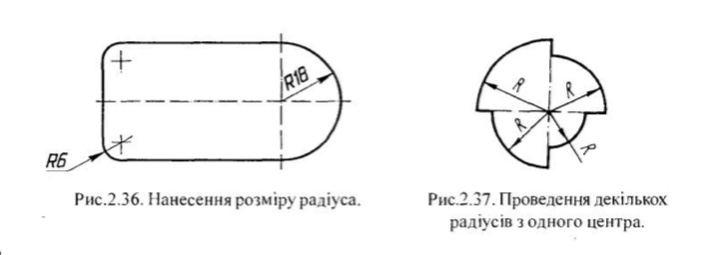 R18
R6
R
R
R
R
Рис.2.36. Нанесення розміру радіуса.
Рис.2.37. Проведення декількох
радіусів з одного центра.